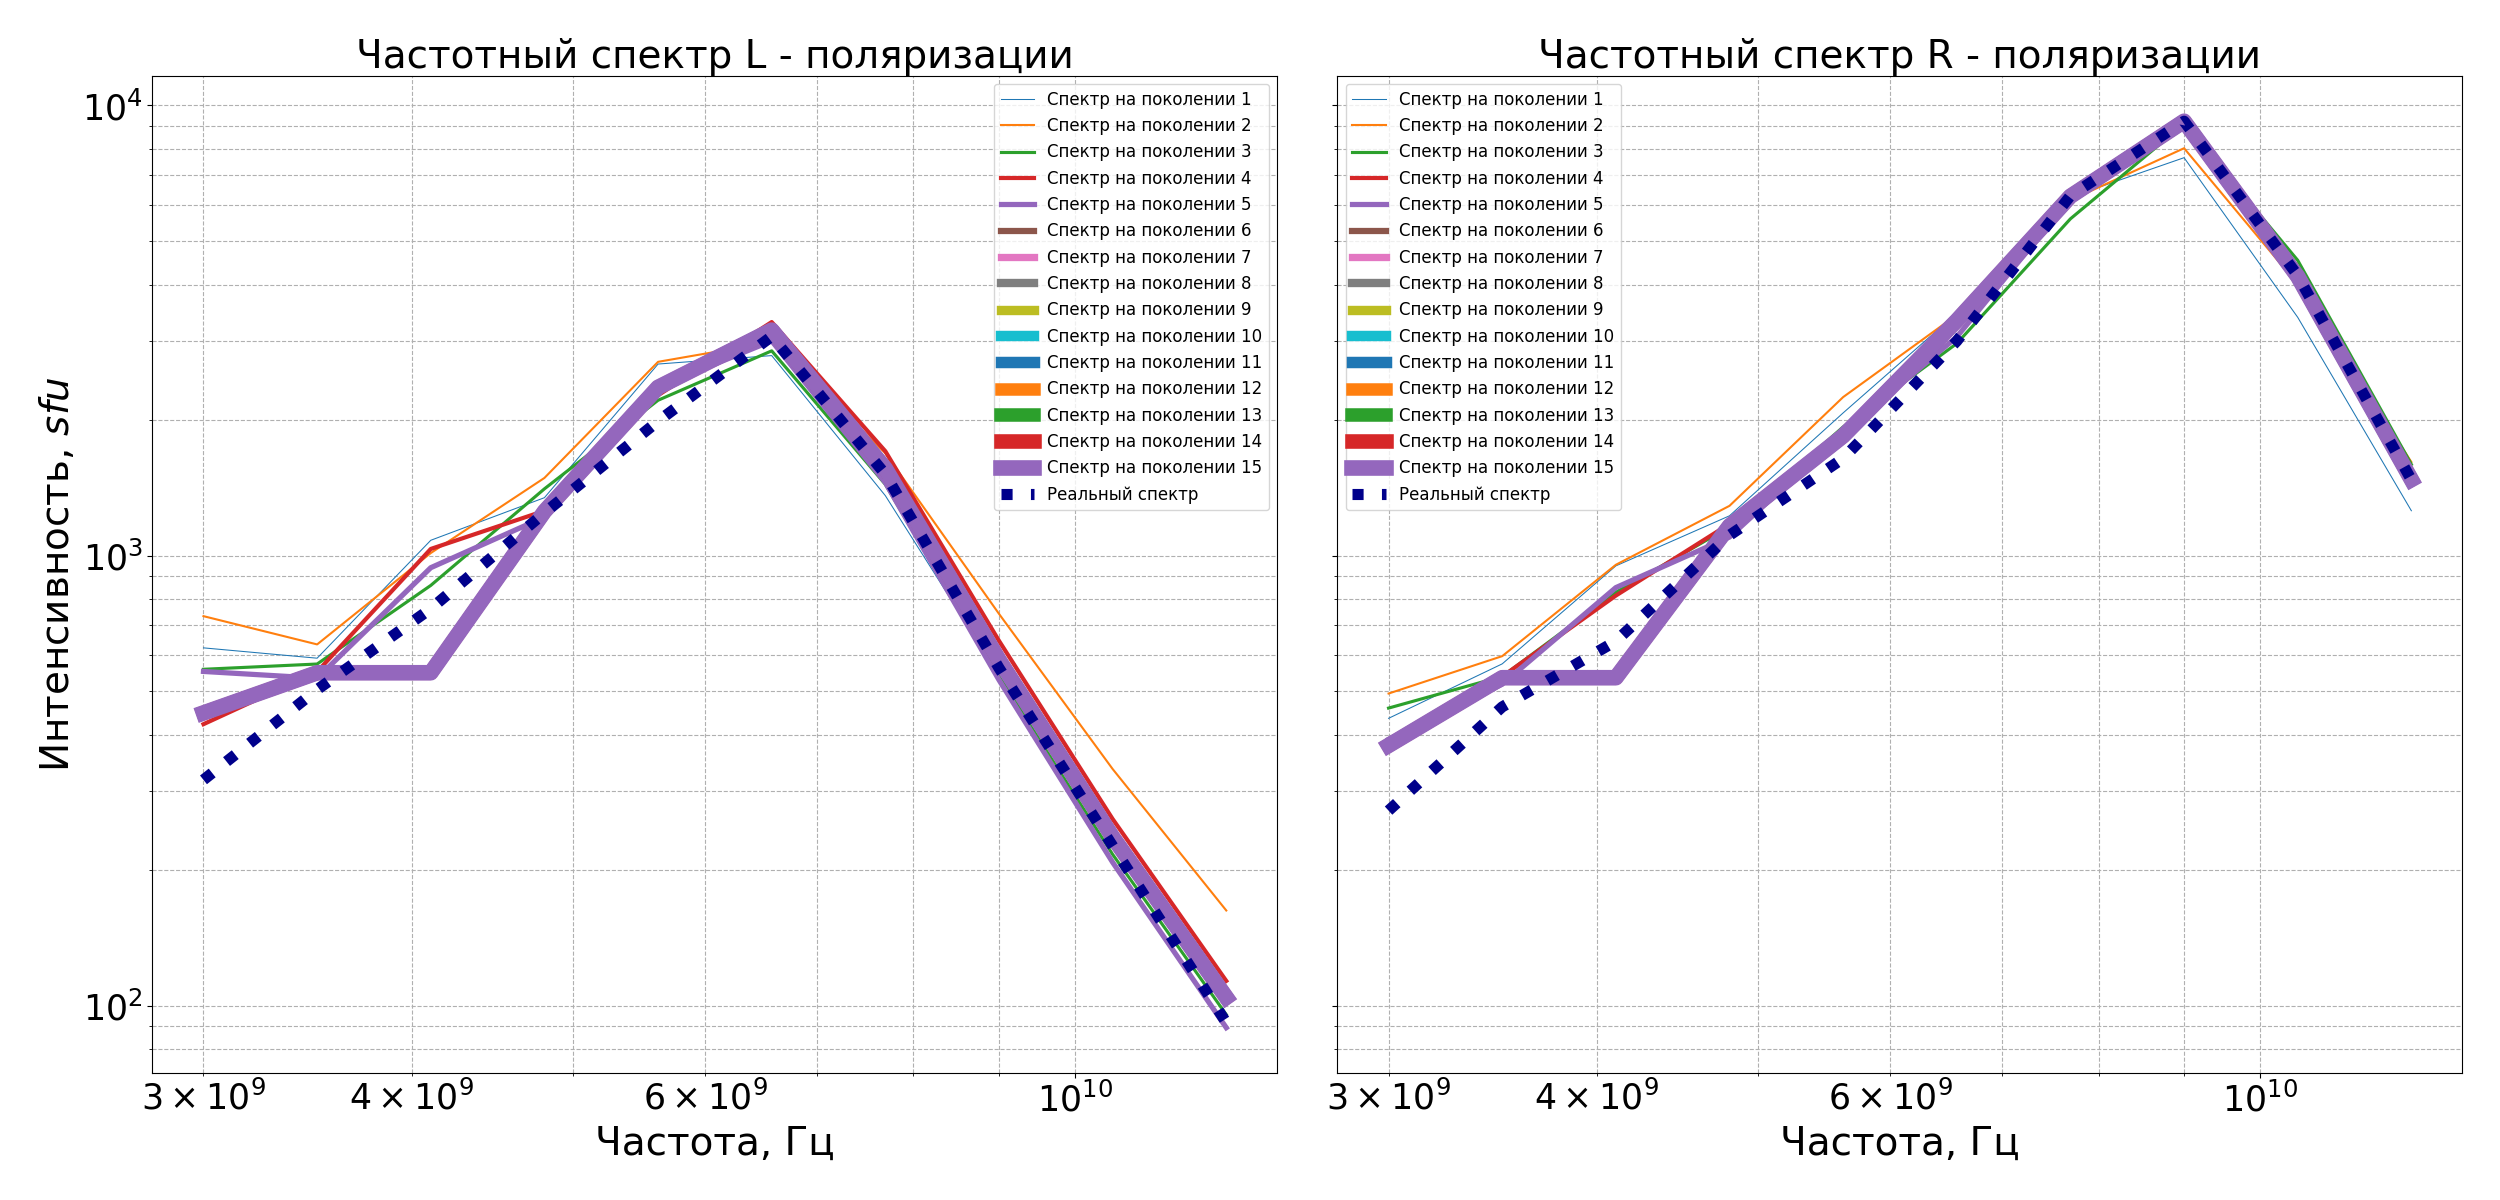 Частотный спектр L - поляризации
Интенсивность, sfu
10⁴
10³
10²
Спектр на поколении 1
Спектр на поколении 2
Спектр на поколении 3
Спектр на поколении 4
Спектр на поколении 5
Спектр на поколении 6
Спектр на поколении 7
Спектр на поколении 8
Спектр на поколении 9
Спектр на поколении 10
Спектр на поколении 11
Спектр на поколении 12
Спектр на поколении 13
Спектр на поколении 14
Спектр на поколении 15
Реальный спектр
3 × 10⁹ 4 × 10⁹ 6 × 10⁹ 10¹⁰
Частота, Гц
Частотный спектр R - поляризации
Спектр на поколении 1
Спектр на поколении 2
Спектр на поколении 3
Спектр на поколении 4
Спектр на поколении 5
Спектр на поколении 6
Спектр на поколении 7
Спектр на поколении 8
Спектр на поколении 9
Спектр на поколении 10
Спектр на поколении 11
Спектр на поколении 12
Спектр на поколении 13
Спектр на поколении 14
Спектр на поколении 15
Реальный спектр
3 × 10⁹ 4 × 10⁹ 6 × 10⁹ 10¹⁰
Частота, Гц